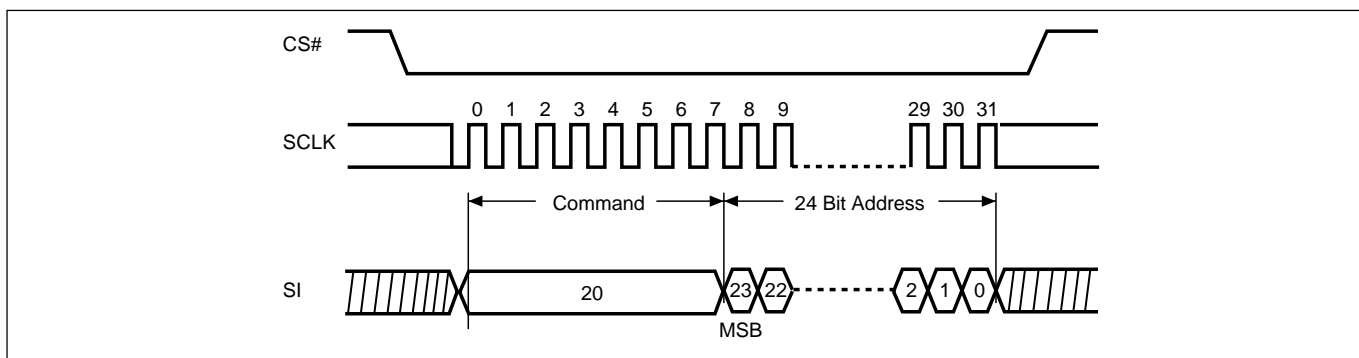 CS#
0 1 2 3 4 5 6 7 8 9 29 30 31
SCLK
Command 24 Bit Address
SI 20 23 22 2 1 0
MSB